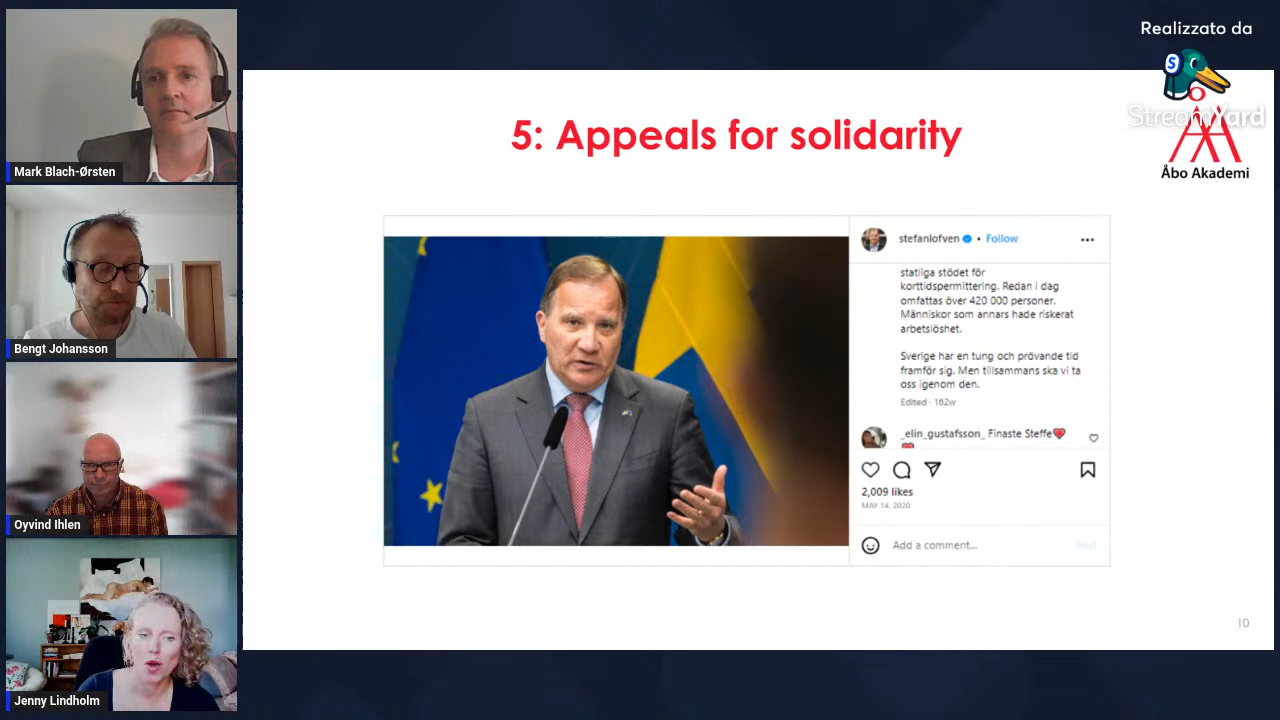 Realizzato da
S
StreamYard
Åbo Akademi
5: Appeals for solidarity
stefanlofven • Follow
statliga stödet för
korttidspermittering. Redan i dag
omfattas över 420 000 personer.
Människor som annars hade riskerat
arbetslöshet.
Sverige har en tung och prövande tid
framför sig. Men tillsammans ska vi ta
oss igenom den.
Edited · 162w
_elin_gustafsson_ Finaste Steffe❤️
❤️
2,009 likes
MAY 14, 2020
Add a comment...
Post
10
Mark Blach-Ørsten
Bengt Johansson
Oyvind Ihlen
Jenny Lindholm